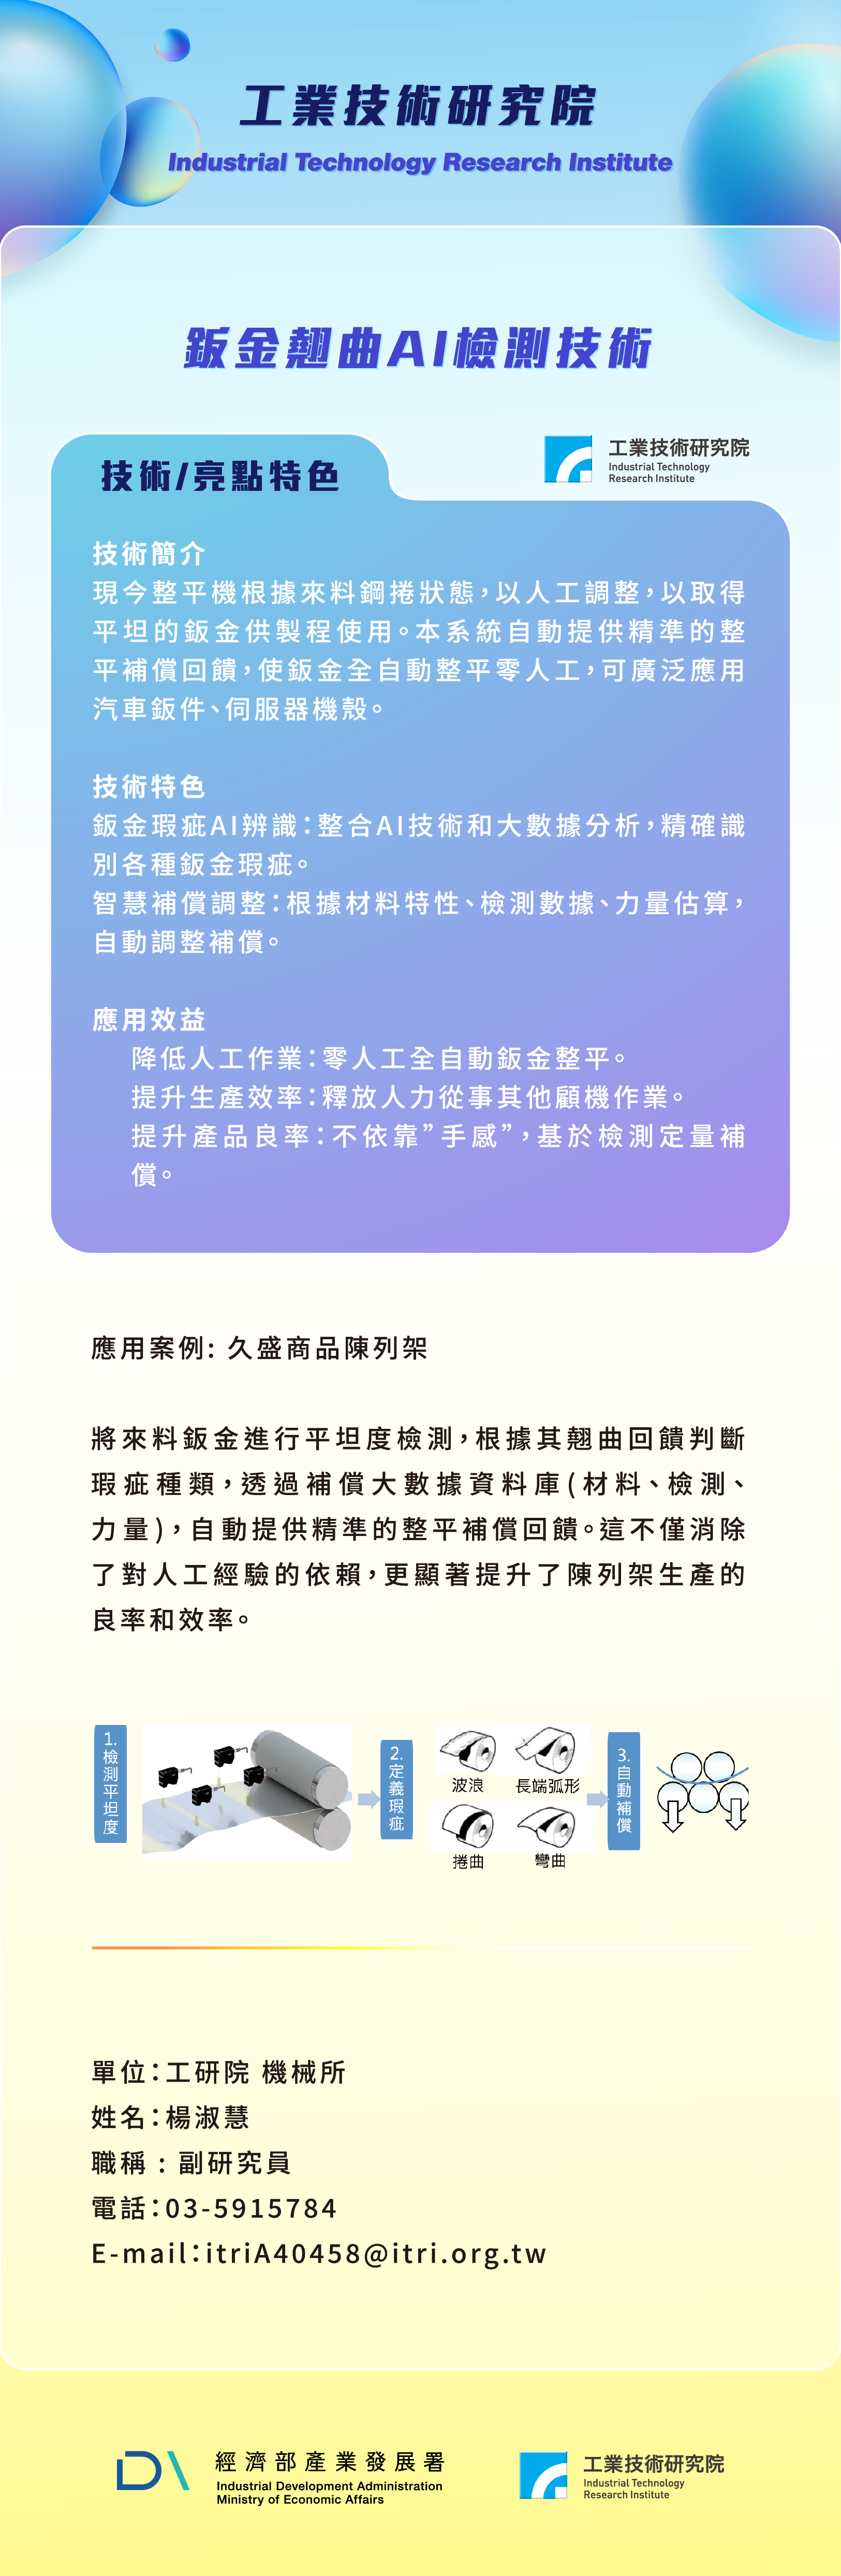 工業技術研究院
Industrial Technology Research Institute
鈑金翹曲AI檢測技術
技術/亮點特色
工業技術研究院
Industrial Technology
Research Institute
技術簡介
現今整平機根據來料鋼捲狀態，以人工調整，以取得
平坦的鈑金供製程使用。本系統自動提供精準的整
平補償回饋，使鈑金全自動整平零人工，可廣泛應用
汽車鈑件、伺服器機殼。
技術特色
鈑金瑕疵AI辨識：整合AI技術和大數據分析，精確識
別各種鈑金瑕疵。
智慧補償調整：根據材料特性、檢測數據、力量估算，
自動調整補償。
應用效益
降低人工作業：零人工全自動鈑金整平。
提升生產效率：釋放人力從事其他顧機作業。
提升產品良率：不依靠”手感”，基於檢測定量補
償。
應用案例: 久盛商品陳列架
將來料鈑金進行平坦度檢測，根據其翹曲回饋判斷
瑕疵種類，透過補償大數據資料庫(材料、檢測、
力量)，自動提供精準的整平補償回饋。這不僅消除
了對人工經驗的依賴，更顯著提升了陳列架生產的
良率和效率。
1.檢測平坦度
2.定義瑕疵
波浪
長端弧形
捲曲
彎曲
3.自動補償
單位：工研院 機械所
姓名：楊淑慧
職稱 : 副研究員
電話：03-5915784
E-mail：itriA40458@itri.org.tw
經濟部產業發展署
Industrial Development Administration
Ministry of Economic Affairs
工業技術研究院
Industrial Technology
Research Institute